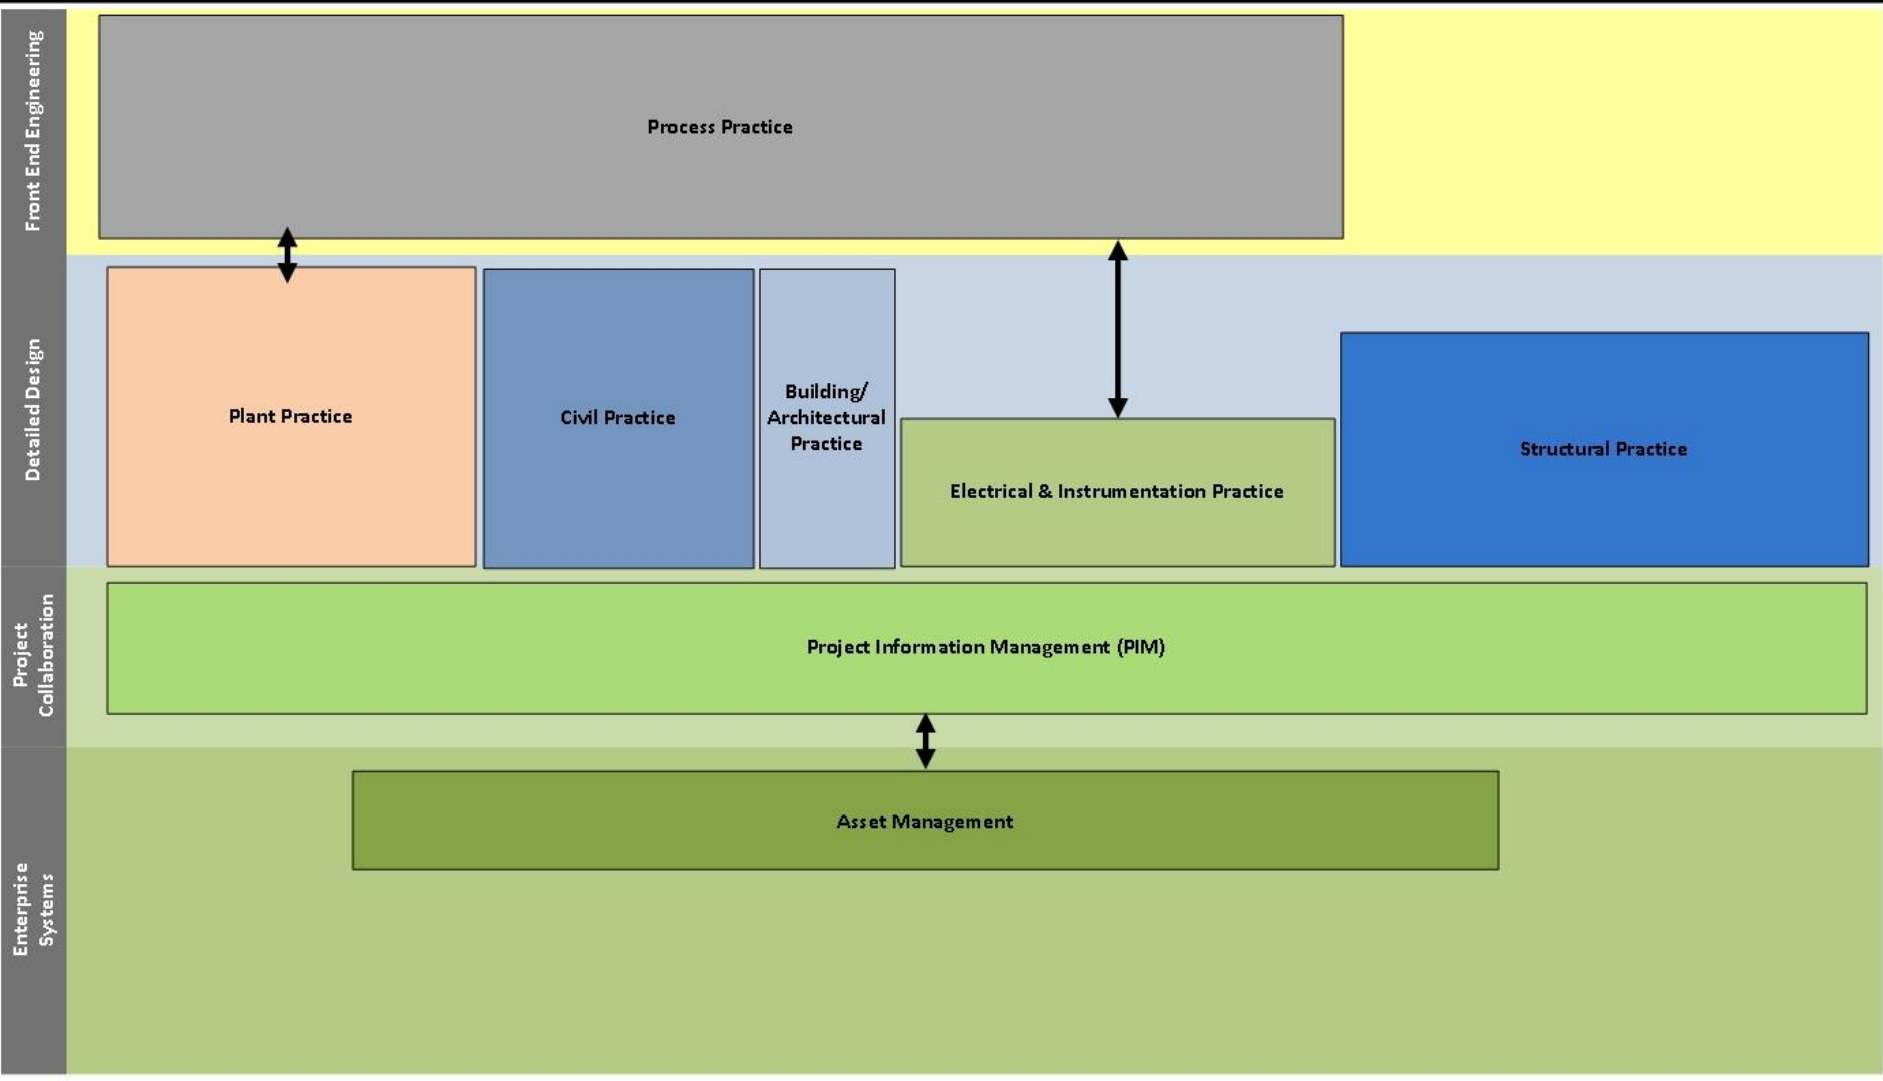 Front End Engineering
Process Practice
Detailed Design
Plant Practice
Civil Practice
Building/
Architectural
Practice
Electrical & Instrumentation Practice
Structural Practice
Project
Collaboration
Project Information Management (PIM)
Enterprise
Systems
Asset Management